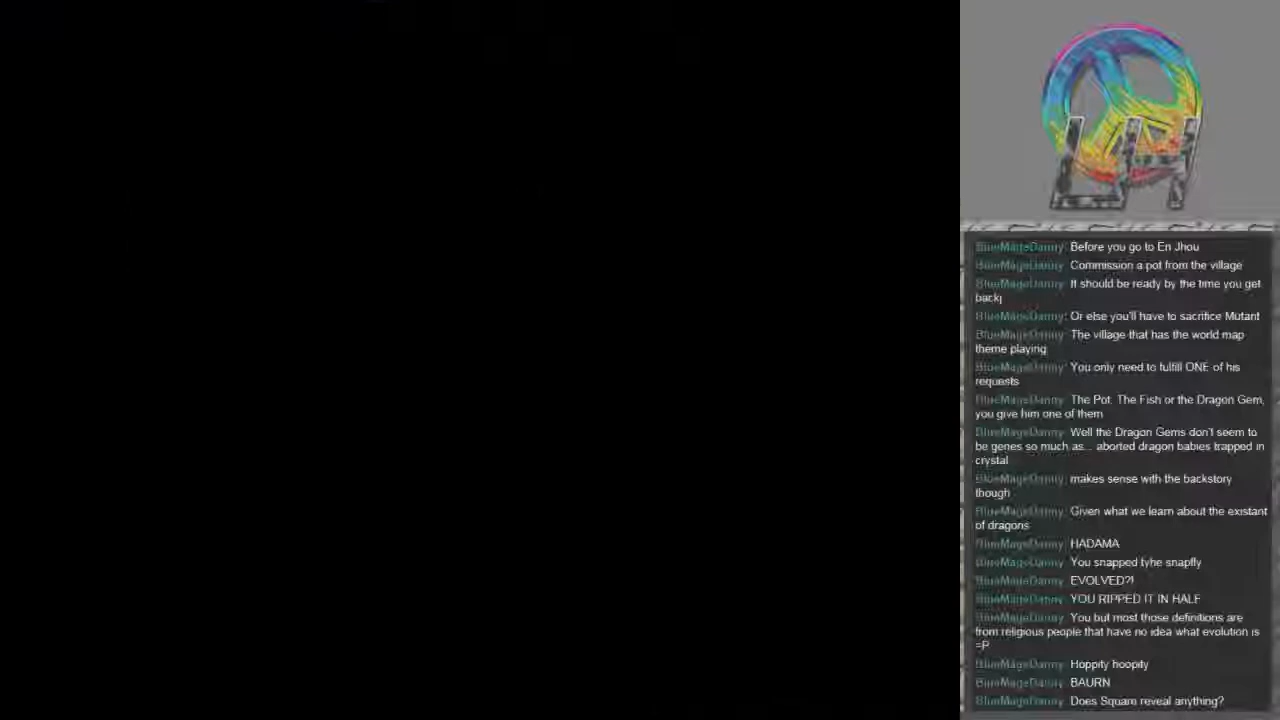 LH
BlueMageDanny: Before you go to En Jhou
BlueMageDanny: Commission a pot from the village
BlueMageDanny: It should be ready by the time you get
back¡
BlueMageDanny: Or else you'll have to sacrifice Mutant
BlueMageDanny: The village that has the world map
theme playing
BlueMageDanny: You only need to fulfill ONE of his
requests
BlueMageDanny: The Pot. The Fish or the Dragon Gem,
you give him one of them
BlueMageDanny: Well the Dragon Gems don't seem to
be genes so much as... aborted dragon babies trapped in
crystal
BlueMageDanny: makes sense with the backstory
though
BlueMageDanny: Given what we learn about the existant
of dragons
BlueMageDanny: HADAMA
BlueMageDanny: You snapped tyhe snapfly
BlueMageDanny: EVOLVED?!
BlueMageDanny: YOU RIPPED IT IN HALF
BlueMageDanny: You but most those definitions are
from religious people that have no idea what evolution is
=P
BlueMageDanny: Hoppity hoopity
BlueMageDanny: BAURN
BlueMageDanny: Does Square reveal anything?